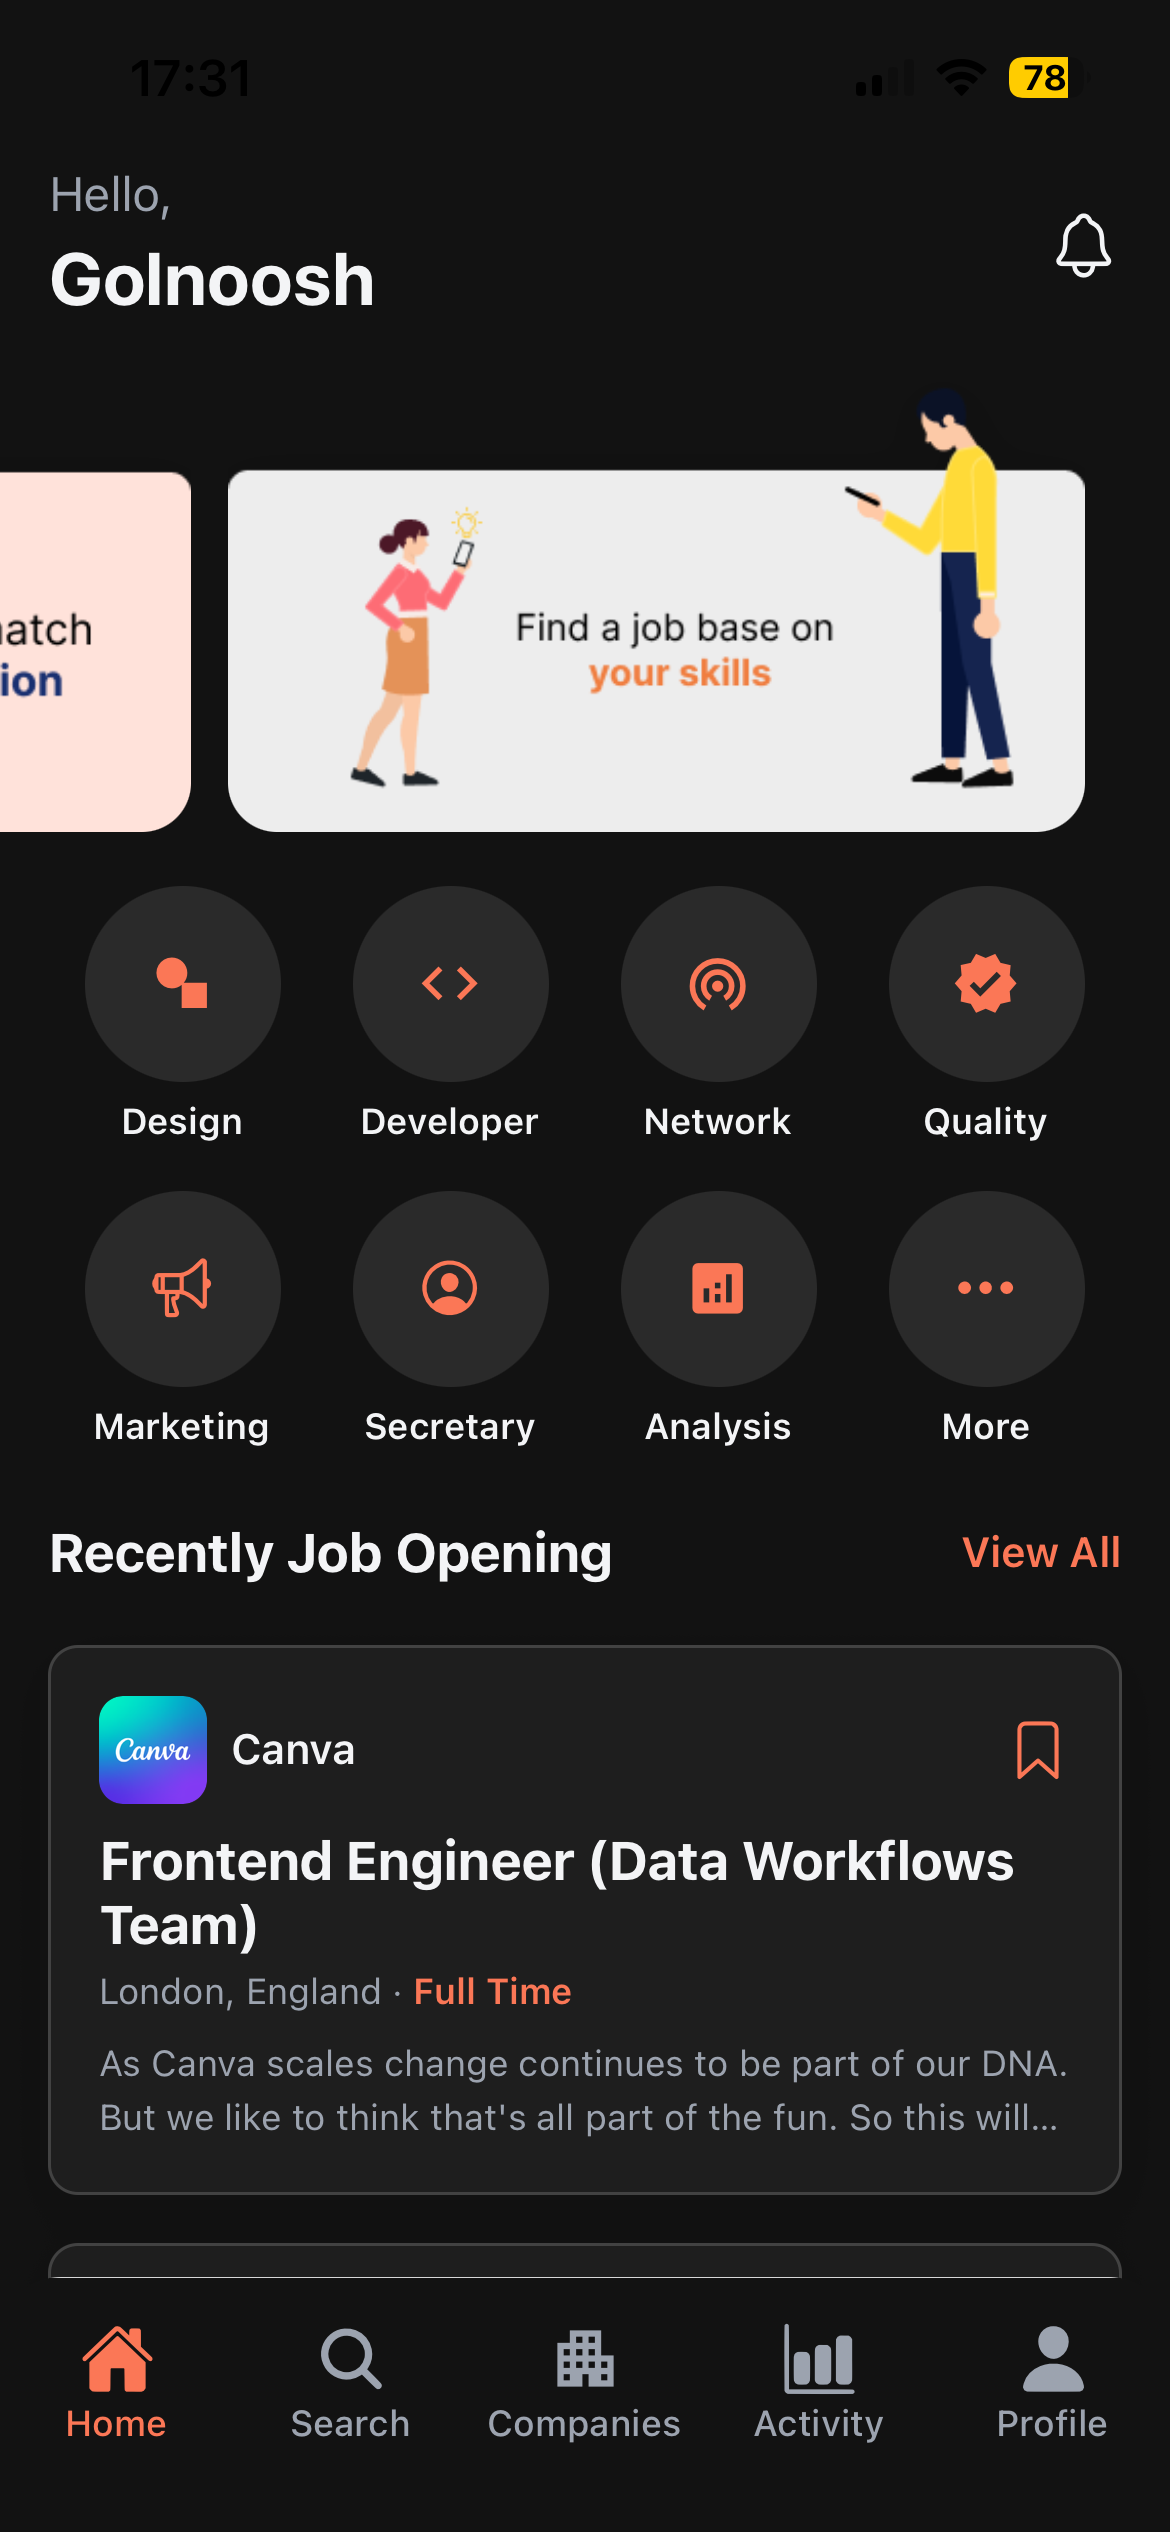 17:31
78
Hello,
Golnoosh
ion
Find a job base on
your skills
Design
Developer
Network
Quality
Marketing
Secretary
Analysis
More
Recently Job Opening
View All
Canva
Canva
Frontend Engineer (Data Workflows
Team)
London, England · Full Time
As Canva scales change continues to be part of our DNA.
But we like to think that's all part of the fun. So this will...
Home
Search
Companies
Activity
Profile